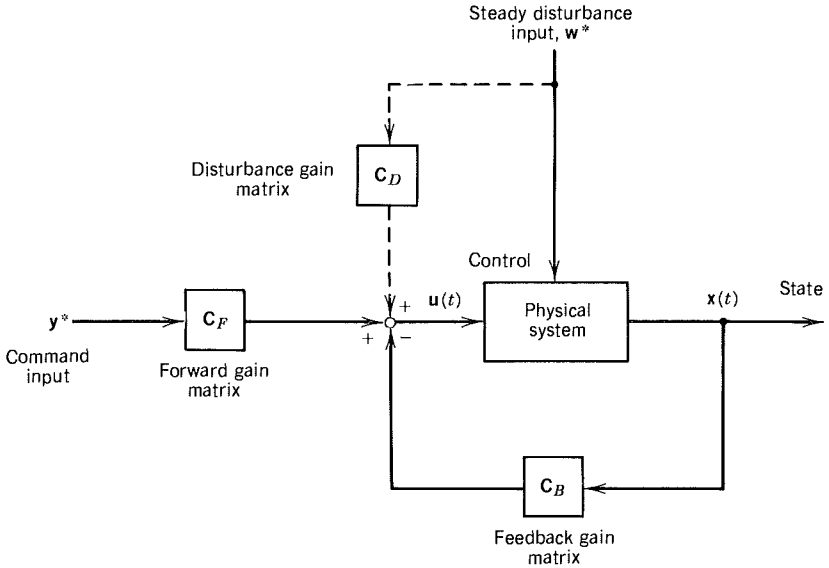 Steady disturbance
input, w*
Disturbance gain
matrix
C_D
Control
+
u(t)
Physical
system
x(t)
State
y*
C_F
+
−
Command
input
Forward gain
matrix
C_B
Feedback gain
matrix